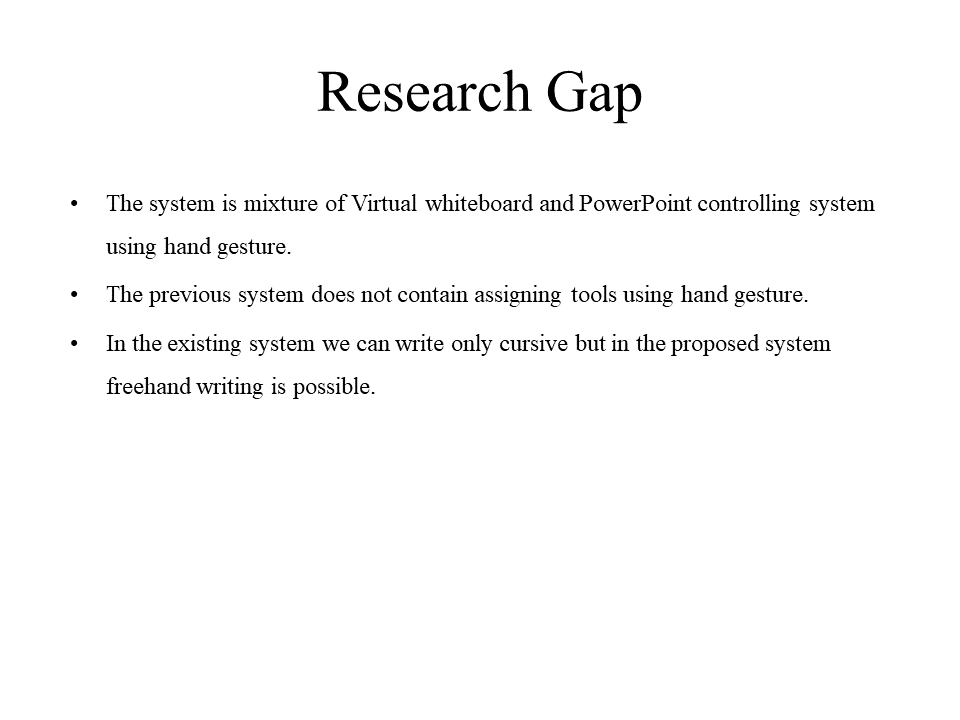 Research Gap
• The system is mixture of Virtual whiteboard and PowerPoint controlling system
using hand gesture.
• The previous system does not contain assigning tools using hand gesture.
• In the existing system we can write only cursive but in the proposed system
freehand writing is possible.